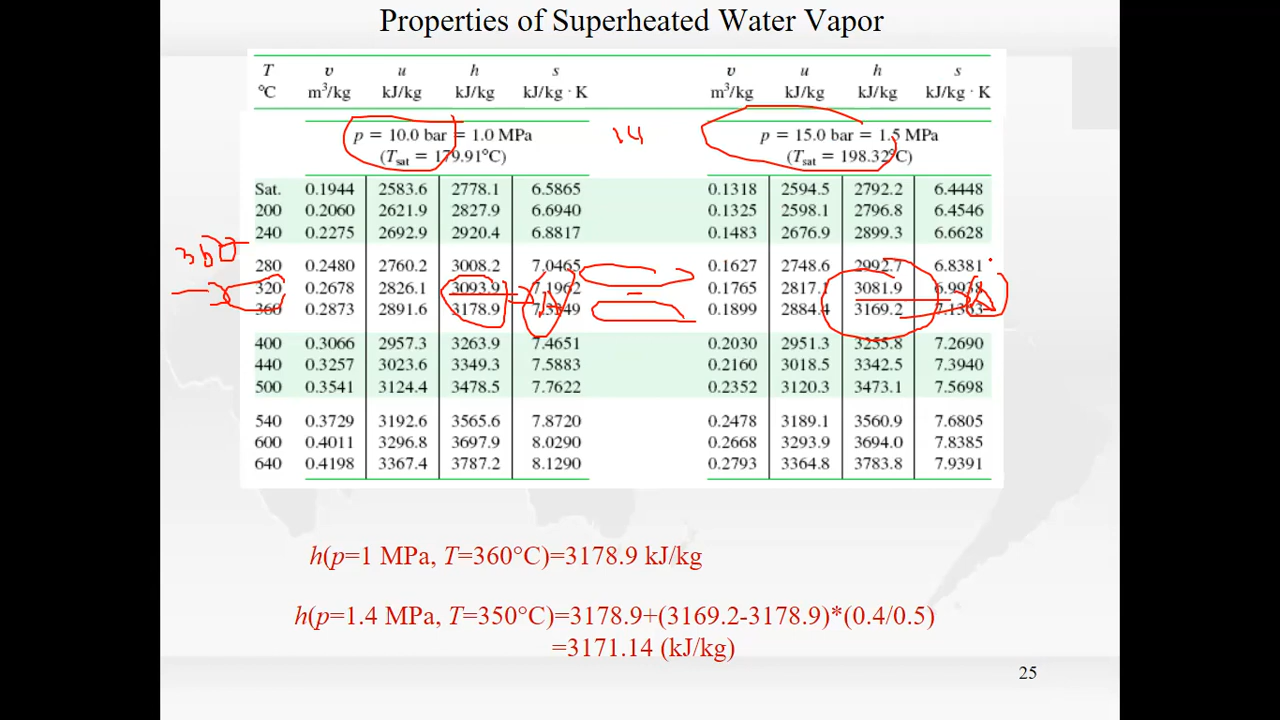 Properties of Superheated Water Vapor
T v u h s v u h s
°C m³/kg kJ/kg kJ/kg kJ/kg · K m³/kg kJ/kg kJ/kg kJ/kg · K
p = 10.0 bar = 1.0 MPa 14 p = 15.0 bar = 1.5 MPa
(Tsat = 179.91°C) (Tsat = 198.32°C)
Sat. 0.1944 2583.6 2778.1 6.5865 0.1318 2594.5 2792.2 6.4448
200 0.2060 2621.9 2827.9 6.6940 0.1325 2598.1 2796.8 6.4546
240 0.2275 2692.9 2920.4 6.8817 0.1483 2676.9 2899.3 6.6628
280 0.2480 2760.2 3008.2 7.0465 0.1627 2748.6 2992.7 6.8381
320 0.2678 2826.1 3093.9 7.1962 0.1765 2817.1 3081.9
360 0.2873 2891.6 3178.9 0.1899 2884.4 3169.2
400 0.3066 2957.3 3263.9 7.4651 0.2030 2951.3 3255.8 7.2690
440 0.3257 3023.6 3349.3 7.5883 0.2160 3018.5 3342.5 7.3940
500 0.3541 3124.4 3478.5 7.7622 0.2352 3120.3 3473.1 7.5698
540 0.3729 3192.6 3565.6 7.8720 0.2478 3189.1 3560.9 7.6805
600 0.4011 3296.8 3697.9 8.0290 0.2668 3293.9 3694.0 7.8385
640 0.4198 3367.4 3787.2 8.1290 0.2793 3364.8 3783.8 7.9391
h(p=1 MPa, T=360°C)=3178.9 kJ/kg
h(p=1.4 MPa, T=350°C)=3178.9+(3169.2-3178.9)*(0.4/0.5)
=3171.14 (kJ/kg)
25